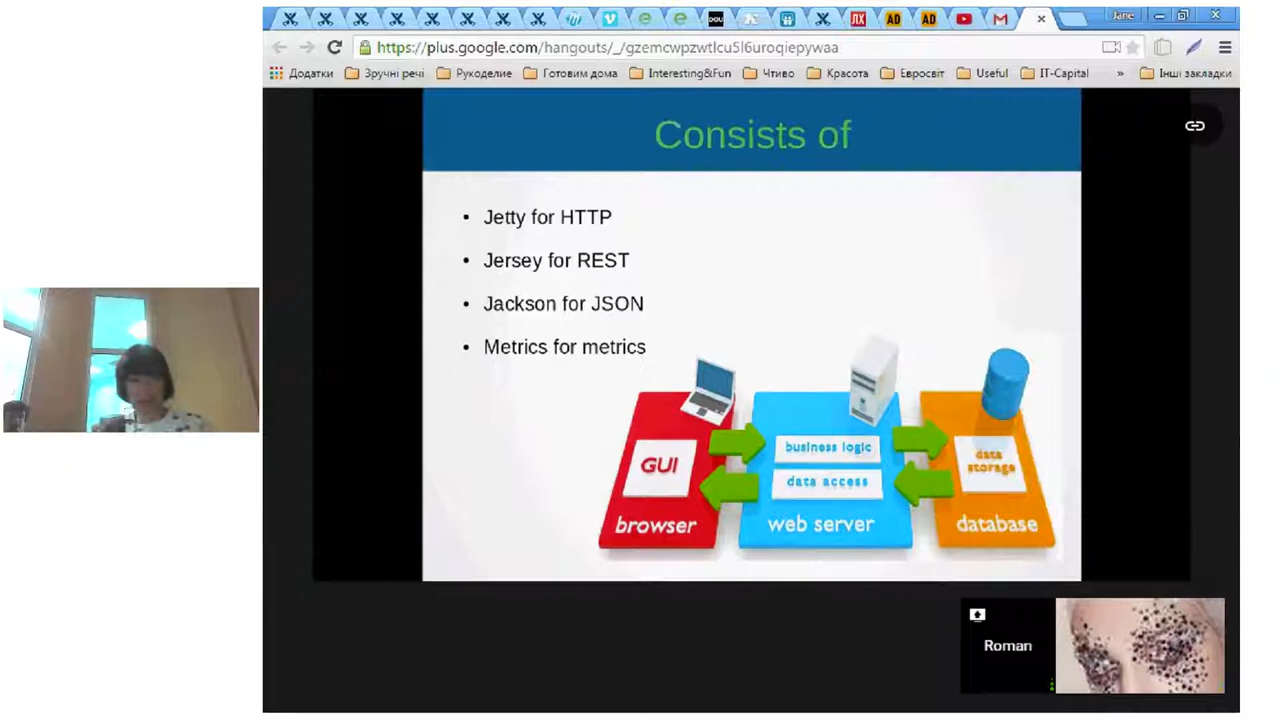 Jane
https://plus.google.com/hangouts/_/gzemcwpzwtlcu5l6uroqiepywaa
Додатки Зручні речі Рукоделие Готовим дома Interesting&Fun Чтиво Красота Евросвіт Useful IT-Capital » Інші закладки
Consists of
• Jetty for HTTP
• Jersey for REST
• Jackson for JSON
• Metrics for metrics
GUI
browser
business logic
data access
web server
data
storage
database
Roman